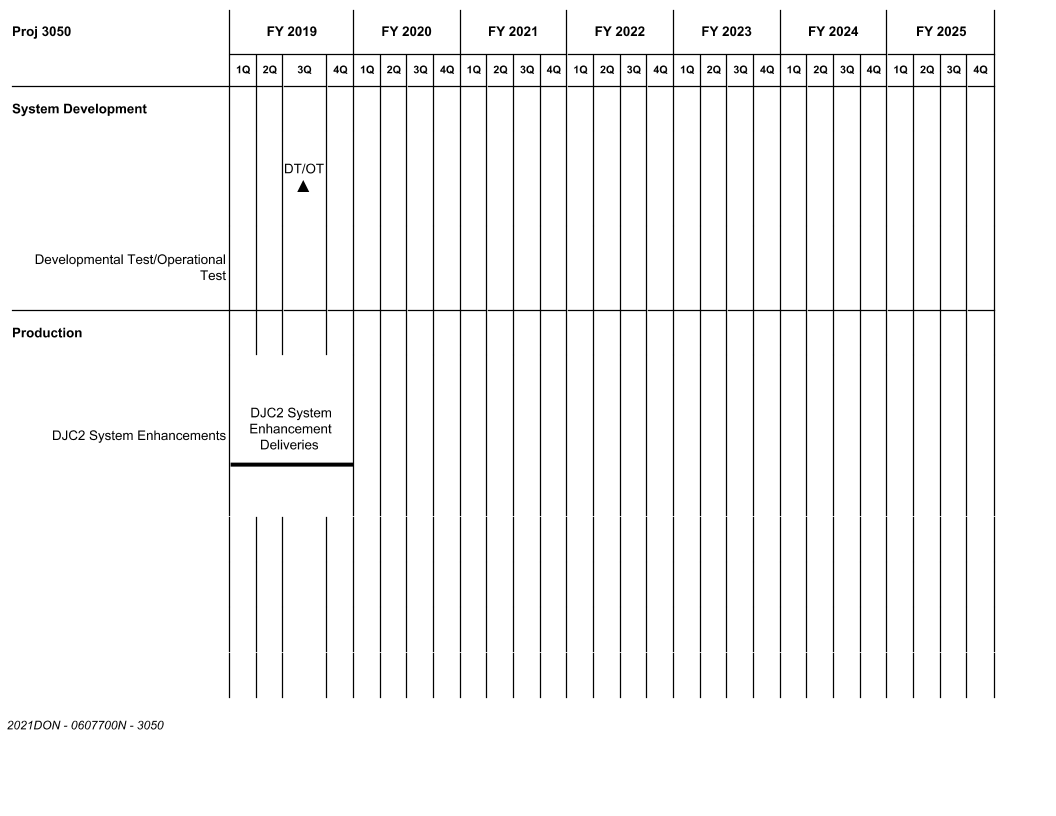 Proj 3050 FY 2019 FY 2020 FY 2021 FY 2022 FY 2023 FY 2024 FY 2025
1Q 2Q 3Q 4Q 1Q 2Q 3Q 4Q 1Q 2Q 3Q 4Q 1Q 2Q 3Q 4Q 1Q 2Q 3Q 4Q 1Q 2Q 3Q 4Q 1Q 2Q 3Q 4Q
System Development
DT/OT
Developmental Test/Operational
Test
Production
DJC2 System Enhancements
DJC2 System
Enhancement
Deliveries
2021DON - 0607700N - 3050